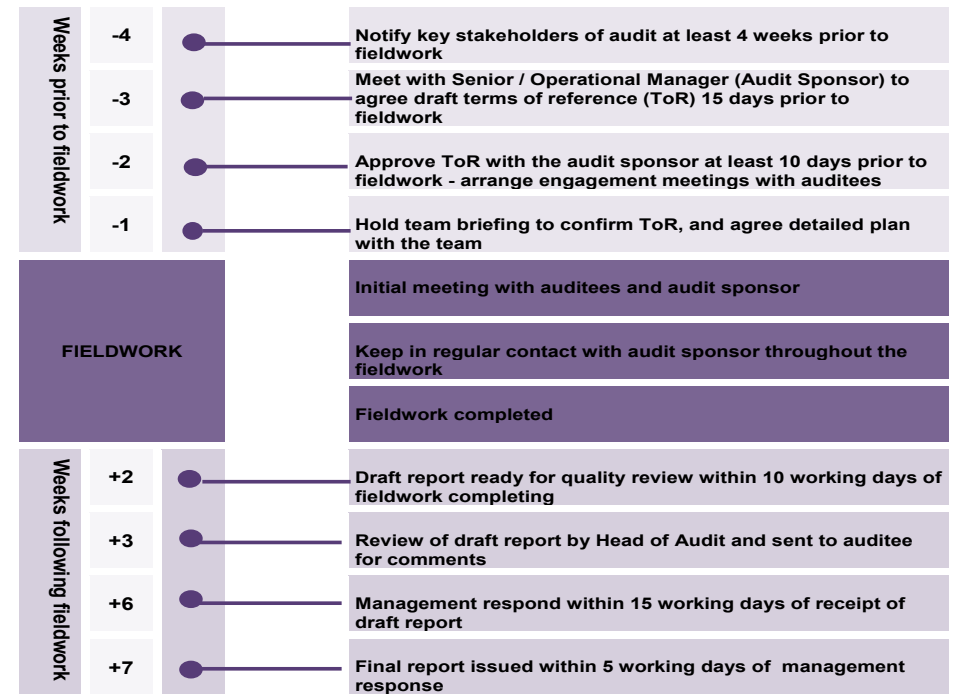 Weeks prior to fieldwork
-4
Notify key stakeholders of audit at least 4 weeks prior to
fieldwork
-3
Meet with Senior / Operational Manager (Audit Sponsor) to
agree draft terms of reference (ToR) 15 days prior to
fieldwork
-2
Approve ToR with the audit sponsor at least 10 days prior to
fieldwork - arrange engagement meetings with auditees
-1
Hold team briefing to confirm ToR, and agree detailed plan
with the team
FIELDWORK
Initial meeting with auditees and audit sponsor
Keep in regular contact with audit sponsor throughout the
fieldwork
Fieldwork completed
Weeks following fieldwork
+2
Draft report ready for quality review within 10 working days of
fieldwork completing
+3
Review of draft report by Head of Audit and sent to auditee
for comments
+6
Management respond within 15 working days of receipt of
draft report
+7
Final report issued within 5 working days of  management
response